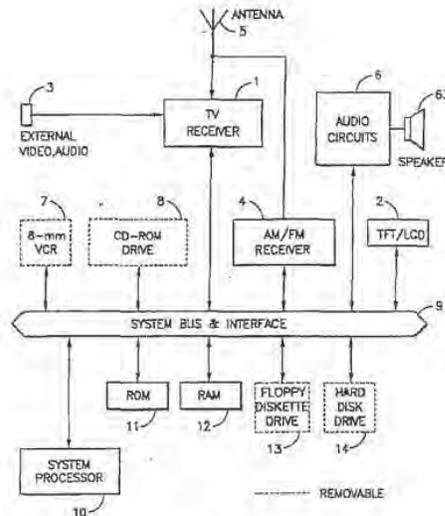 ANTENNA
5
3
EXTERNAL
VIDEO,AUDIO
1
TV
RECEIVER
6
AUDIO
CIRCUITS
63
SPEAKER
7
8-mm
VCR
8
CD-ROM
DRIVE
4
AM/FM
RECEIVER
2
TFT/LCD
9
SYSTEM BUS & INTERFACE
ROM
11
RAM
12
FLOPPY
DISKETTE
DRIVE
13
HARD
DISK
DRIVE
14
SYSTEM
PROCESSOR
10
REMOVABLE